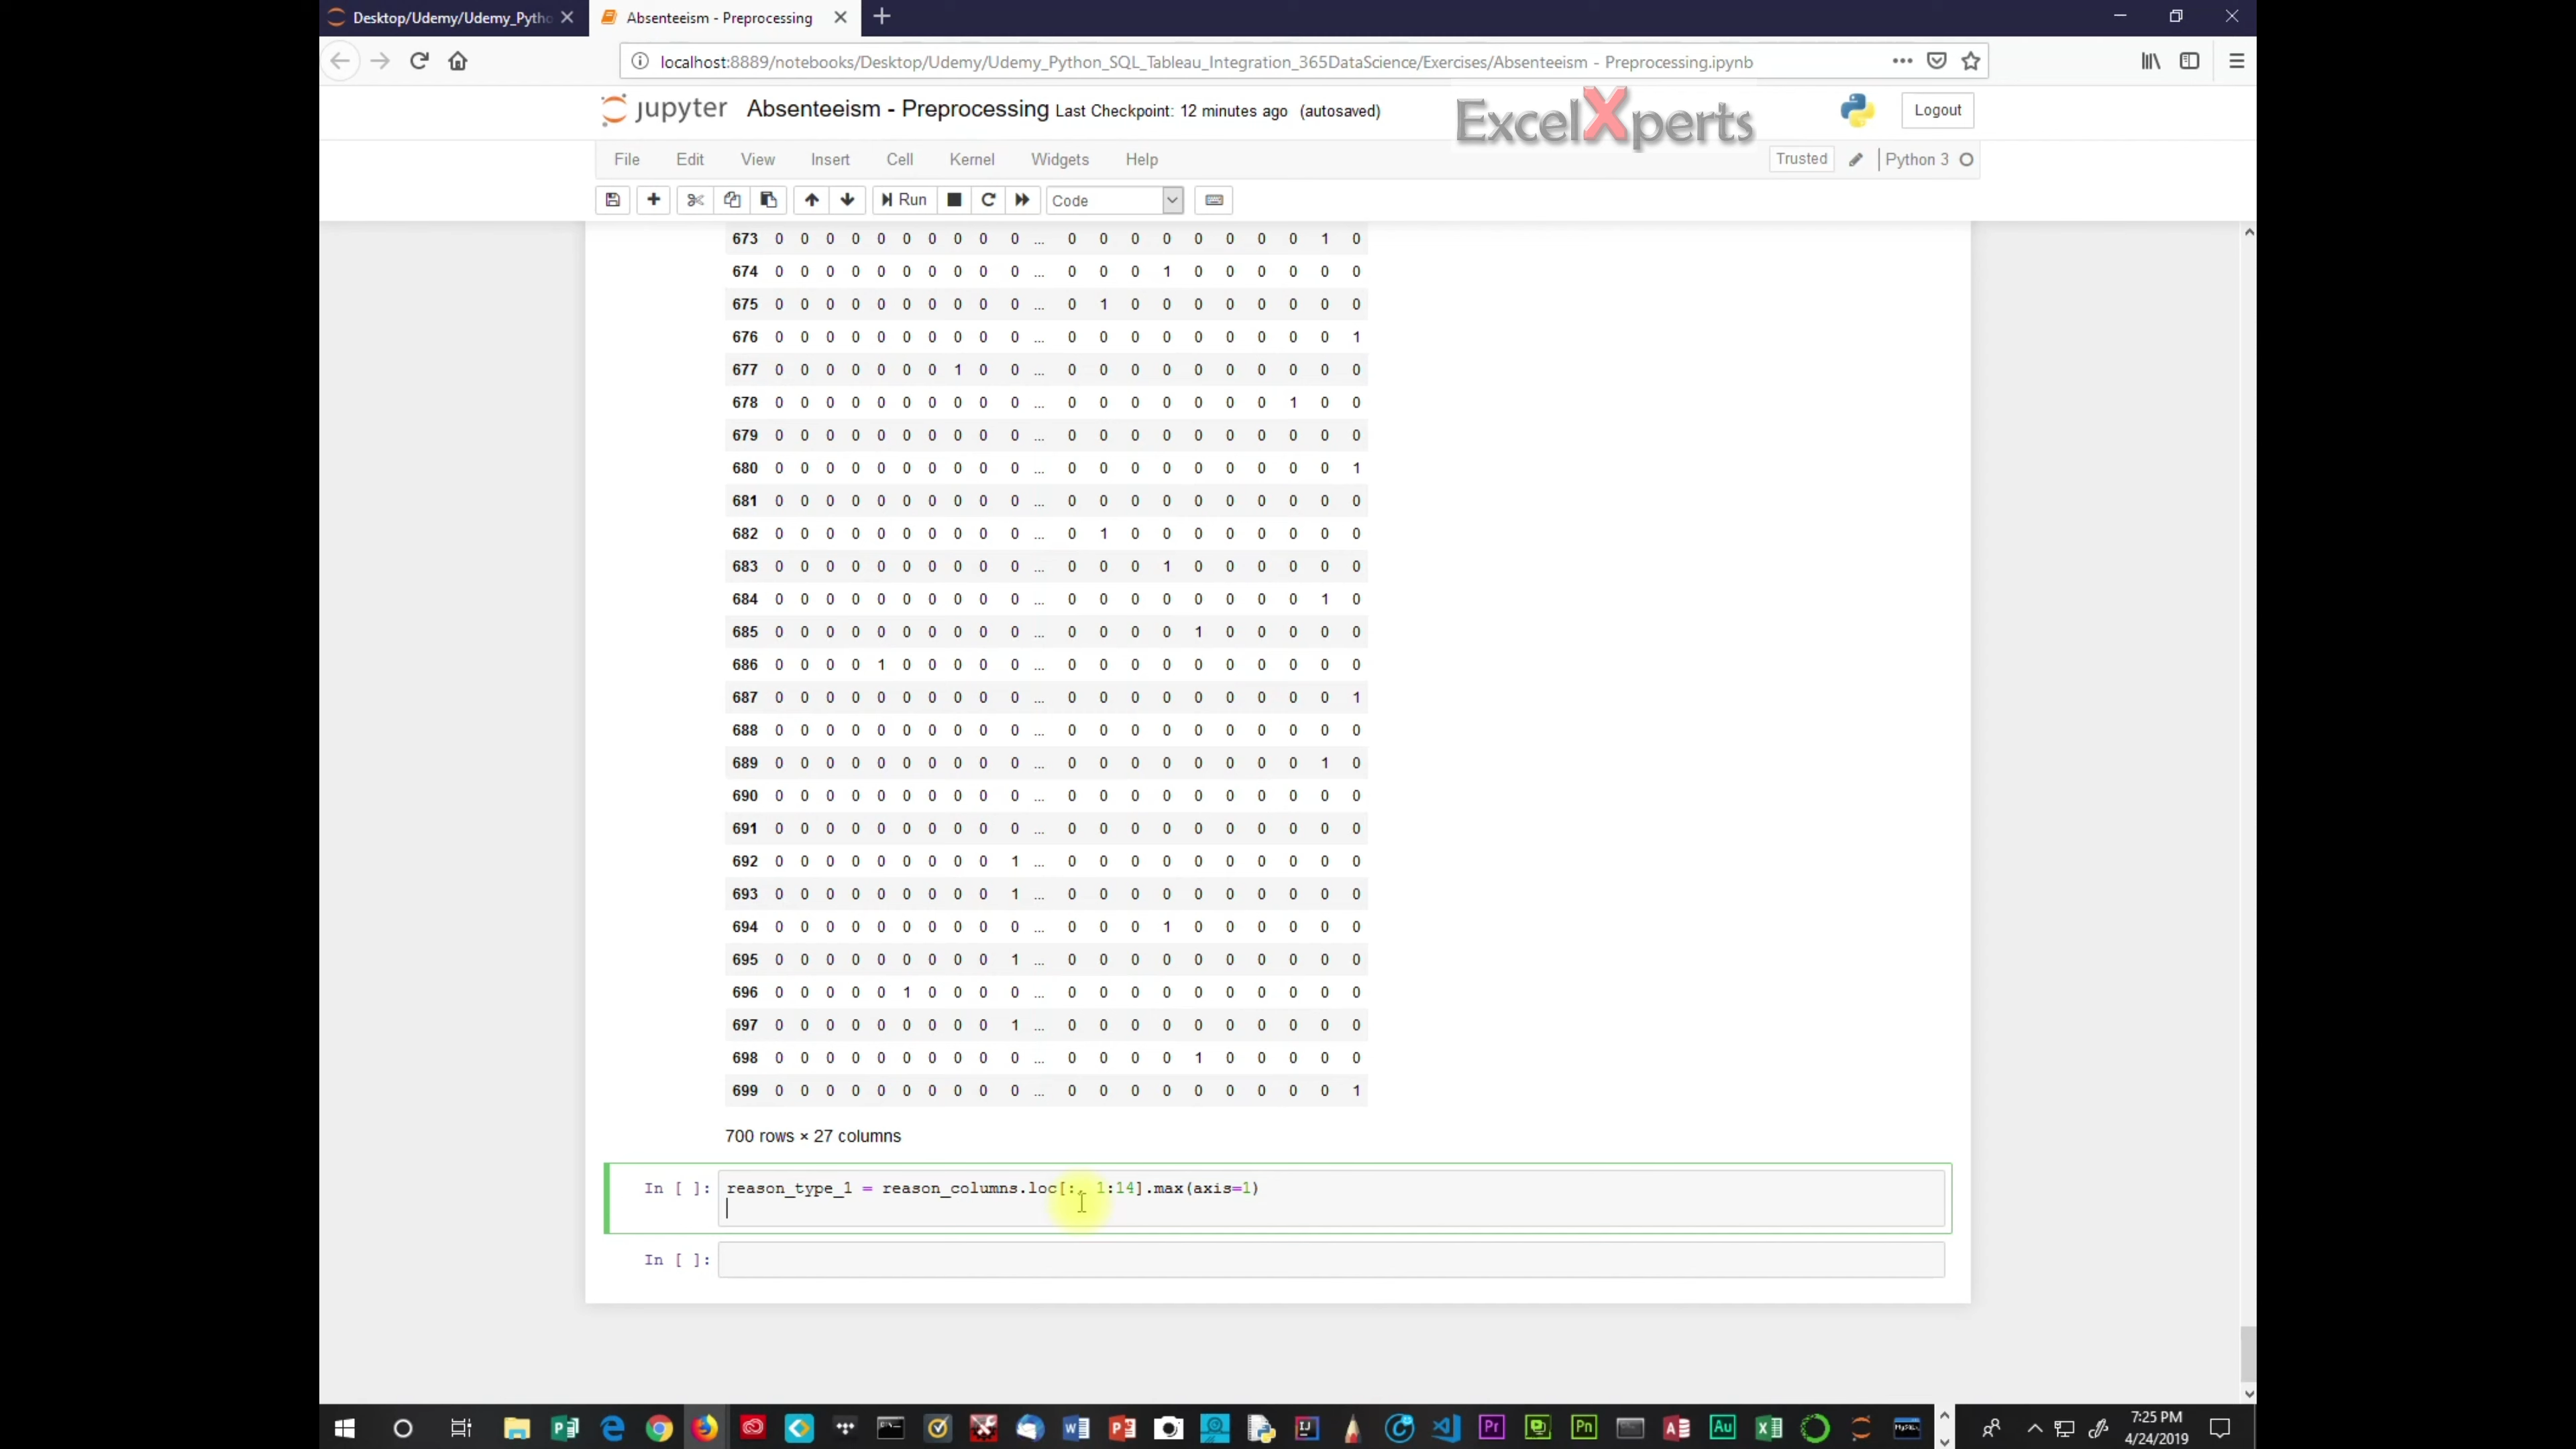 Desktop/Udemy/Udemy_Pytho
Absenteeism - Preprocessing
localhost:8889/notebooks/Desktop/Udemy/Udemy_Python_SQL_Tableau_Integration_365DataScience/Exercises/Absenteeism - Preprocessing.ipynb
jupyter Absenteeism - Preprocessing Last Checkpoint: 12 minutes ago (autosaved) ExcelXperts Logout
File Edit View Insert Cell Kernel Widgets Help Trusted Python 3
Run Code
673 0 0 0 0 0 0 0 0 0 0 ... 0 0 0 0 0 0 0 0 1 0
674 0 0 0 0 0 0 0 0 0 0 ... 0 0 0 1 0 0 0 0 0 0
675 0 0 0 0 0 0 0 0 0 0 ... 0 1 0 0 0 0 0 0 0 0
676 0 0 0 0 0 0 0 0 0 0 ... 0 0 0 0 0 0 0 0 0 1
677 0 0 0 0 0 0 0 1 0 0 ... 0 0 0 0 0 0 0 0 0 0
678 0 0 0 0 0 0 0 0 0 0 ... 0 0 0 0 0 0 0 1 0 0
679 0 0 0 0 0 0 0 0 0 0 ... 0 0 0 0 0 0 0 0 0 0
680 0 0 0 0 0 0 0 0 0 0 ... 0 0 0 0 0 0 0 0 0 1
681 0 0 0 0 0 0 0 0 0 0 ... 0 0 0 0 0 0 0 0 0 0
682 0 0 0 0 0 0 0 0 0 0 ... 0 1 0 0 0 0 0 0 0 0
683 0 0 0 0 0 0 0 0 0 0 ... 0 0 0 1 0 0 0 0 0 0
684 0 0 0 0 0 0 0 0 0 0 ... 0 0 0 0 0 0 0 0 1 0
685 0 0 0 0 0 0 0 0 0 0 ... 0 0 0 0 1 0 0 0 0 0
686 0 0 0 0 1 0 0 0 0 0 ... 0 0 0 0 0 0 0 0 0 0
687 0 0 0 0 0 0 0 0 0 0 ... 0 0 0 0 0 0 0 0 0 1
688 0 0 0 0 0 0 0 0 0 0 ... 0 0 0 0 0 0 0 0 0 0
689 0 0 0 0 0 0 0 0 0 0 ... 0 0 0 0 0 0 0 0 1 0
690 0 0 0 0 0 0 0 0 0 0 ... 0 0 0 0 0 0 0 0 0 0
691 0 0 0 0 0 0 0 0 0 0 ... 0 0 0 0 0 0 0 0 0 0
692 0 0 0 0 0 0 0 0 0 1 ... 0 0 0 0 0 0 0 0 0 0
693 0 0 0 0 0 0 0 0 0 1 ... 0 0 0 0 0 0 0 0 0 0
694 0 0 0 0 0 0 0 0 0 0 ... 0 0 0 1 0 0 0 0 0 0
695 0 0 0 0 0 0 0 0 0 1 ... 0 0 0 0 0 0 0 0 0 0
696 0 0 0 0 0 1 0 0 0 0 ... 0 0 0 0 0 0 0 0 0 0
697 0 0 0 0 0 0 0 0 0 1 ... 0 0 0 0 0 0 0 0 0 0
698 0 0 0 0 0 0 0 0 0 0 ... 0 0 0 0 1 0 0 0 0 0
699 0 0 0 0 0 0 0 0 0 0 ... 0 0 0 0 0 0 0 0 0 1
700 rows × 27 columns
In [ ]: reason_type_1 = reason_columns.loc[:, 1:14].max(axis=1)
In [ ]:
7:25 PM
4/24/2019